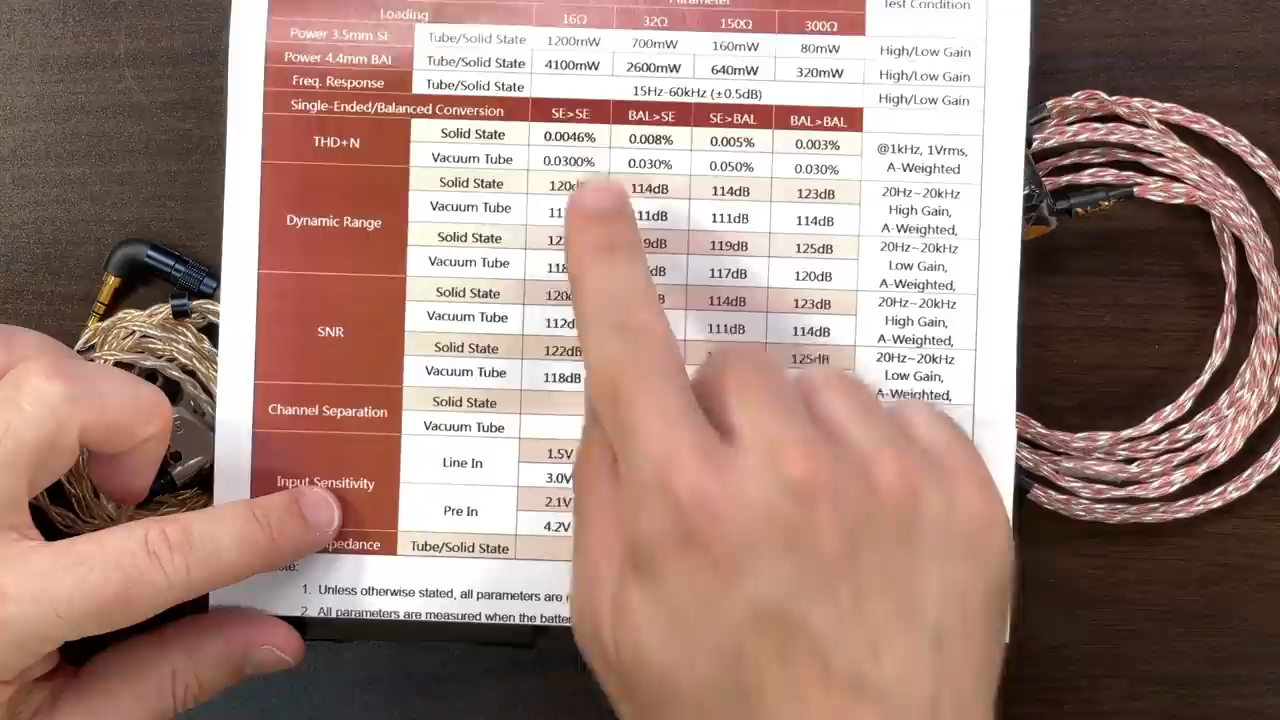 Parameter
Test Condition
Loading 16Ω 32Ω 150Ω 300Ω
Power 3.5mm SE Tube/Solid State 1200mW 700mW 160mW 80mW High/Low Gain
Power 4.4mm BAL Tube/Solid State 4100mW 2600mW 640mW 320mW High/Low Gain
Freq. Response Tube/Solid State 15Hz-60kHz (±0.5dB) High/Low Gain
Single-Ended/Balanced Conversion SE>SE BAL>SE SE>BAL BAL>BAL
THD+N Solid State 0.0046% 0.008% 0.005% 0.003% @1kHz, 1Vrms,
Vacuum Tube 0.0300% 0.030% 0.050% 0.030% A-Weighted
Dynamic Range Solid State 114dB 114dB 123dB 20Hz~20kHz
Vacuum Tube 111dB 114dB High Gain,
A-Weighted,
Solid State 119dB 125dB 20Hz~20kHz
Vacuum Tube 117dB 120dB Low Gain,
A-Weighted,
SNR Solid State 114dB 123dB 20Hz~20kHz
Vacuum Tube 112dB 111dB 114dB High Gain,
A-Weighted,
Solid State 122dB 125dB 20Hz~20kHz
Vacuum Tube 118dB Low Gain,
A-Weighted,
Channel Separation Solid State
Vacuum Tube
Input Sensitivity Line In 1.5V
3.0V
Pre In 2.1V
4.2V
Tube/Solid State
1. Unless otherwise stated, all parameters are
2. All parameters are measured when the